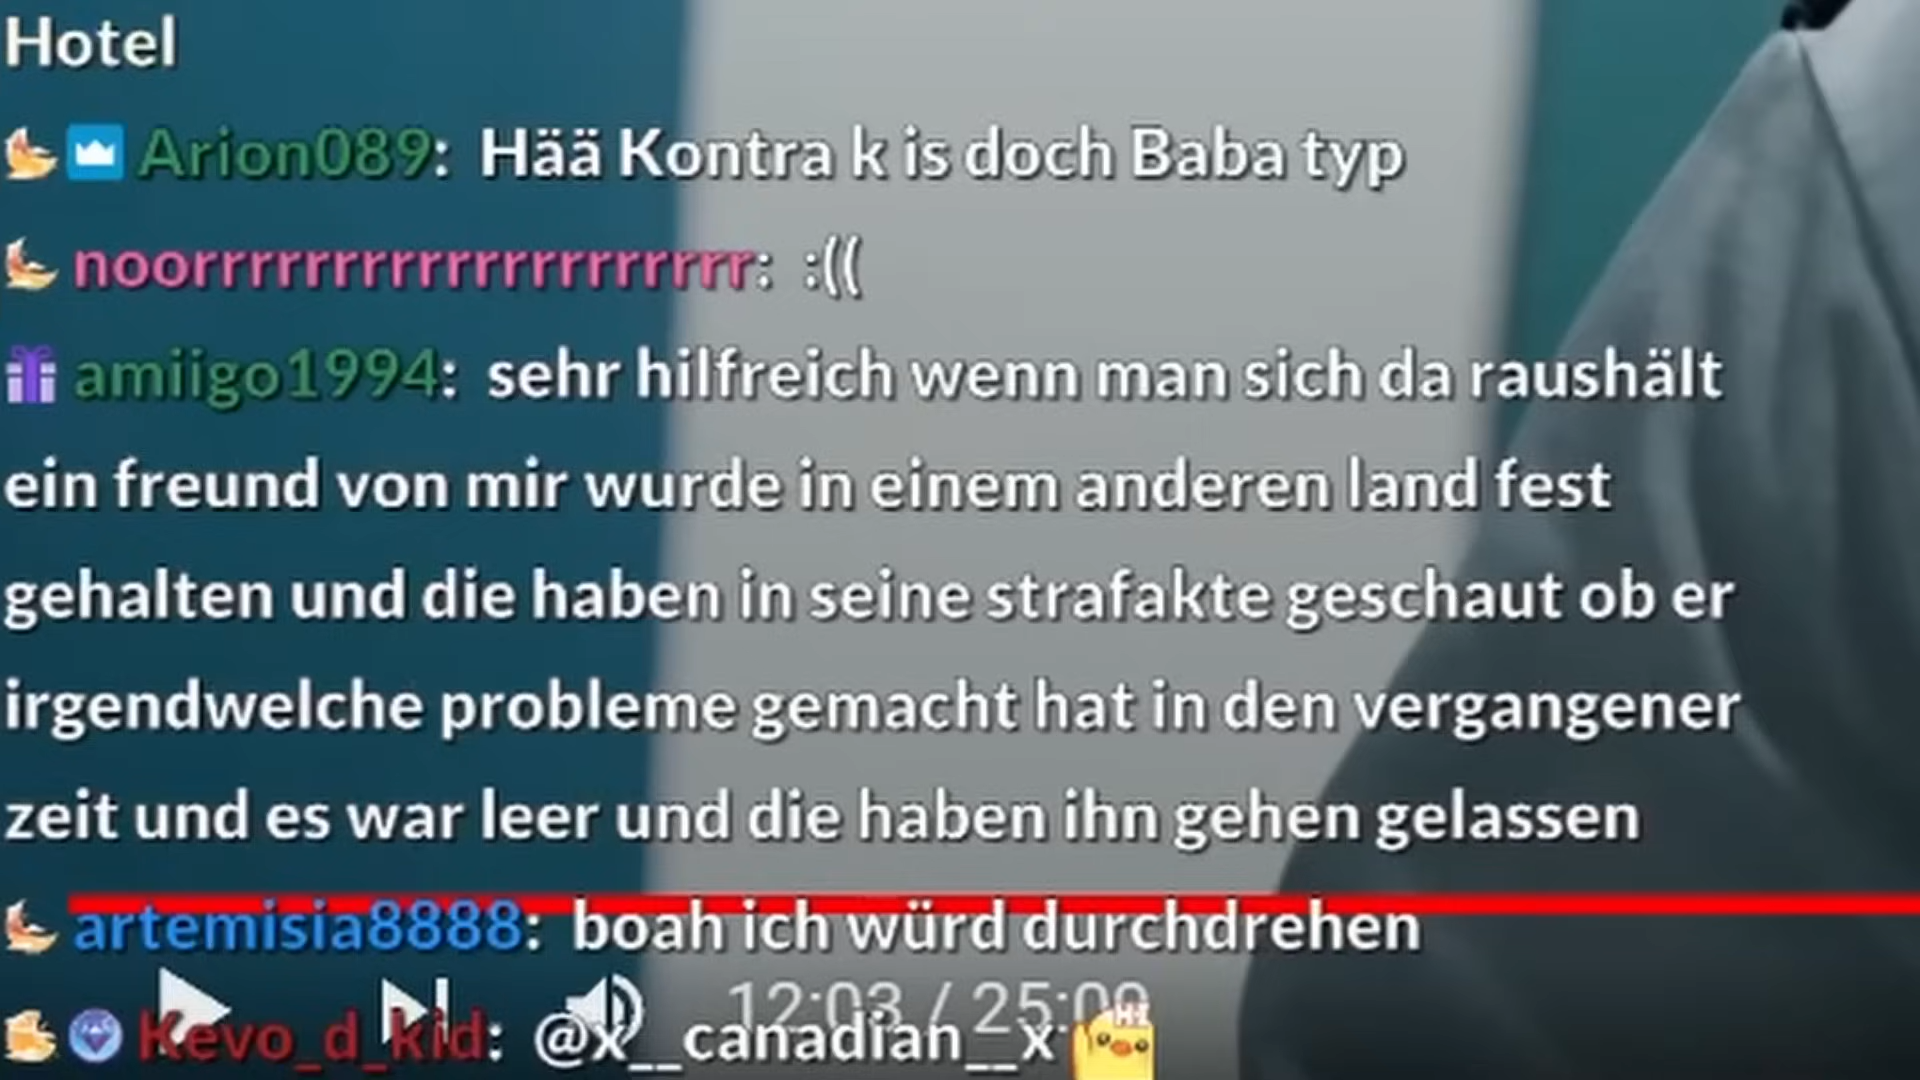 Hotel
Arion089: Hää Kontra k is doch Baba typ
noorrrrrrrrrrrrrrrrrrrr: :((
amiigo1994: sehr hilfreich wenn man sich da raushält
ein freund von mir wurde in einem anderen land fest
gehalten und die haben in seine strafakte geschaut ob er
irgendwelche probleme gemacht hat in den vergangener
zeit und es war leer und die haben ihn gehen gelassen
artemisia8888: boah ich würd durchdrehen
12:03 / 25:09
Kevo_d_kid: @x__canadian__x HI